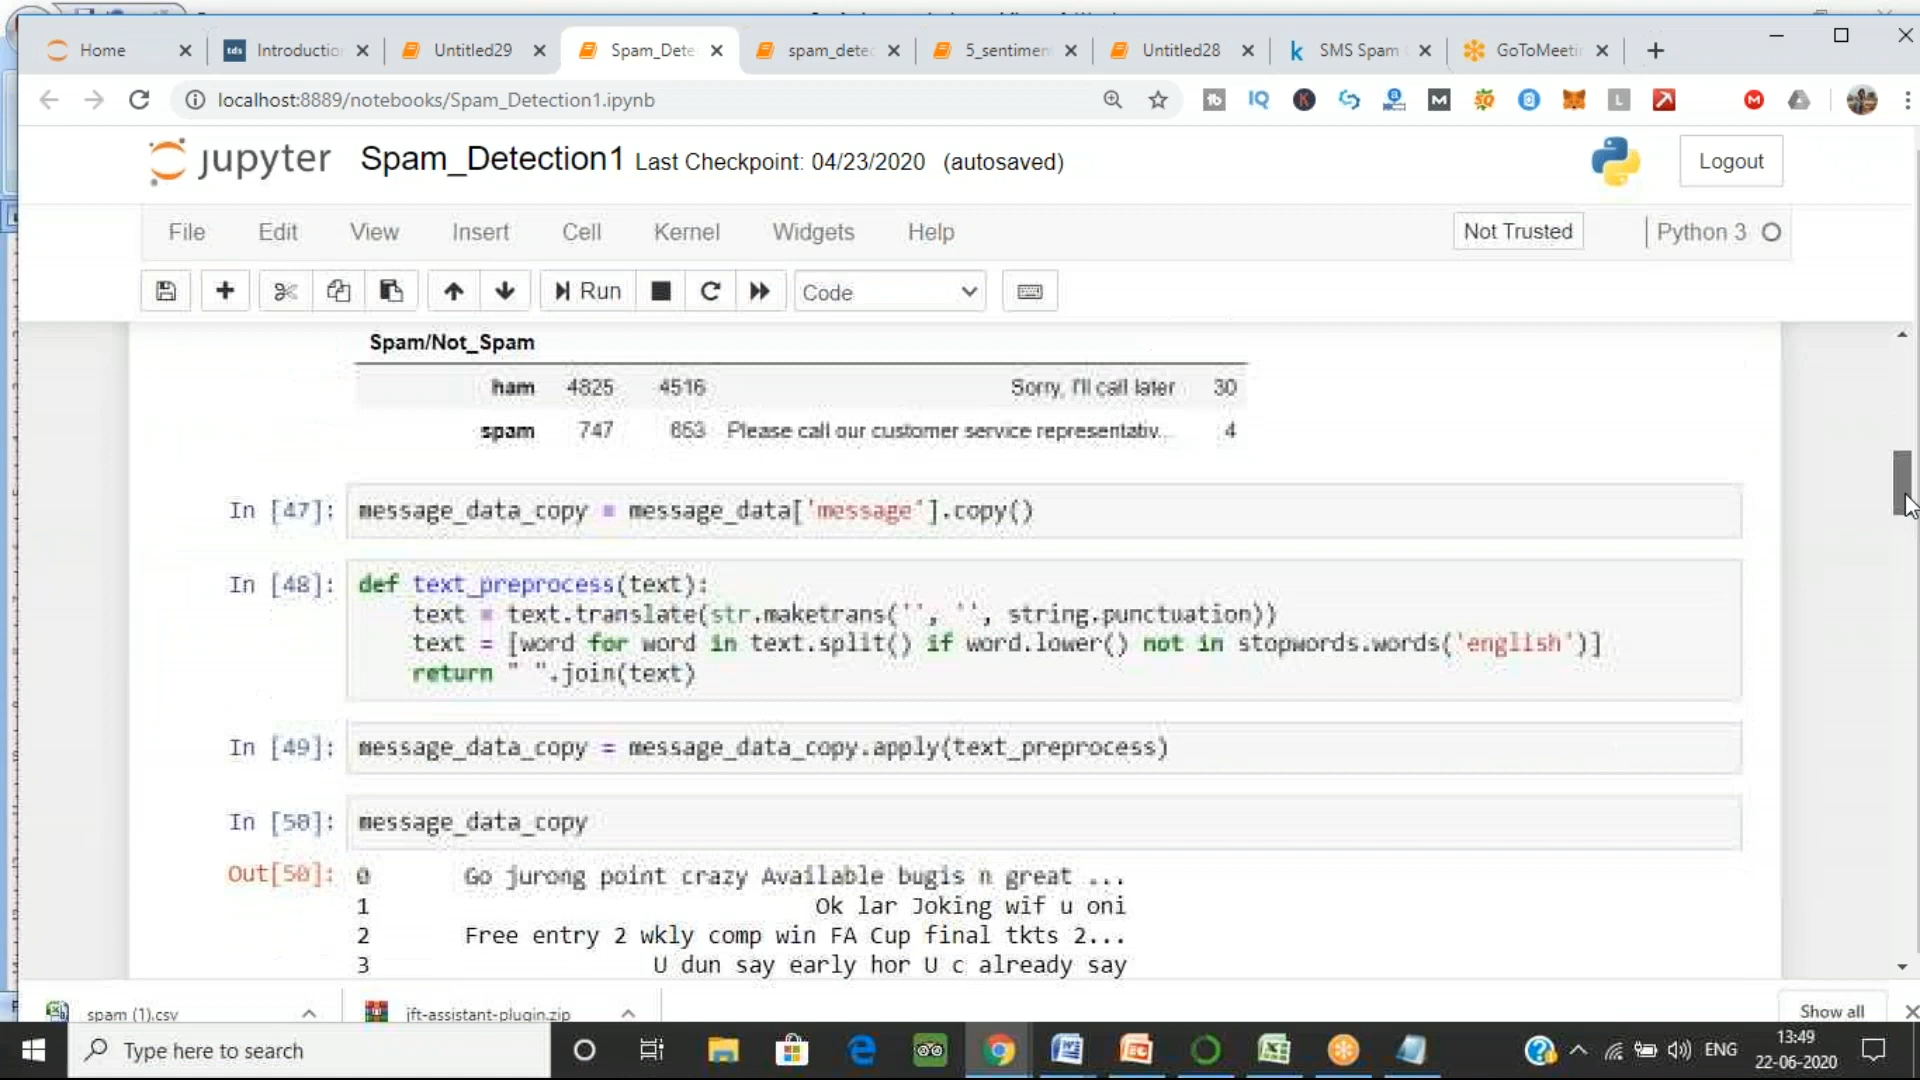 Home
Introductio
Untitled29
Spam_Dete
spam_detec
5_sentimen
Untitled28
SMS Spam
GoToMeeti
localhost:8889/notebooks/Spam_Detection1.ipynb
jupyter Spam_Detection1 Last Checkpoint: 04/23/2020 (autosaved)
Logout
File Edit View Insert Cell Kernel Widgets Help
Not Trusted
Python 3
Run
Code
Spam/Not_Spam
ham 4825 4516 Sorry, I'll call later 30
spam 747 653 Please call our customer service representativ... 4
In [47]: message_data_copy = message_data['message'].copy()
In [48]: def text_preprocess(text):
text = text.translate(str.maketrans('', '', string.punctuation))
text = [word for word in text.split() if word.lower() not in stopwords.words('english')]
return " ".join(text)
In [49]: message_data_copy = message_data_copy.apply(text_preprocess)
In [50]: message_data_copy
Out[50]: 0 Go jurong point crazy Available bugis n great ...
1 Ok lar Joking wif u oni
2 Free entry 2 wkly comp win FA Cup final tkts 2...
3 U dun say early hor U c already say
spam (1).csv
jft-assistant-plugin.zip
Show all
Type here to search
ENG
13:49
22-06-2020